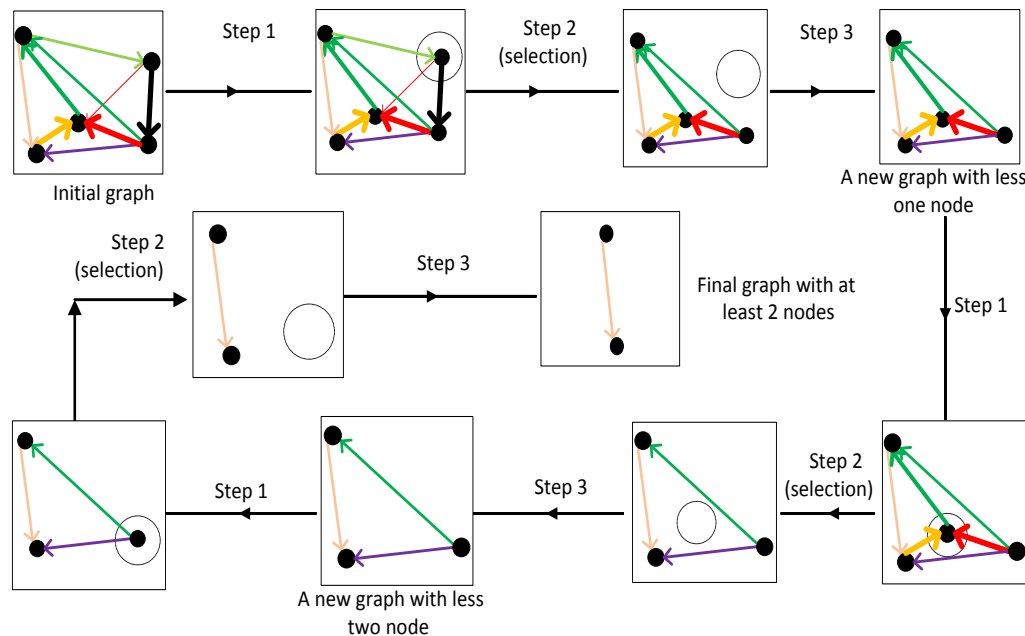 Step 1
Step 2
(selection)
Step 3
Initial graph
A new graph with less
one node
Step 2
(selection)
Step 3
Final graph with at
least 2 nodes
Step 1
Step 1
Step 3
Step 2
(selection)
A new graph with less
two node